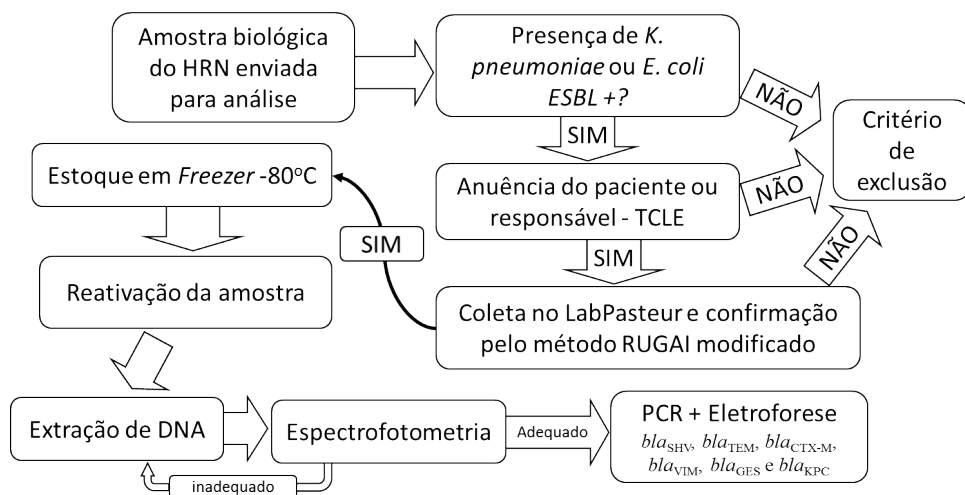 Amostra biológica
do HRN enviada
para análise
Presença de K.
pneumoniae ou E. coli
ESBL +?
NÃO
Critério
de
exclusão
SIM
Anuência do paciente ou
responsável - TCLE
NÃO
SIM
Coleta no LabPasteur e confirmação
pelo método RUGAI modificado
NÃO
SIM
Estoque em Freezer -80°C
Reativação da amostra
Extração de DNA
Espectrofotometria
inadequado
Adequado
PCR + Eletroforese
blaSHV, blaTEM, blaCTX-M,
blaVIM, blaGES e blaKPC